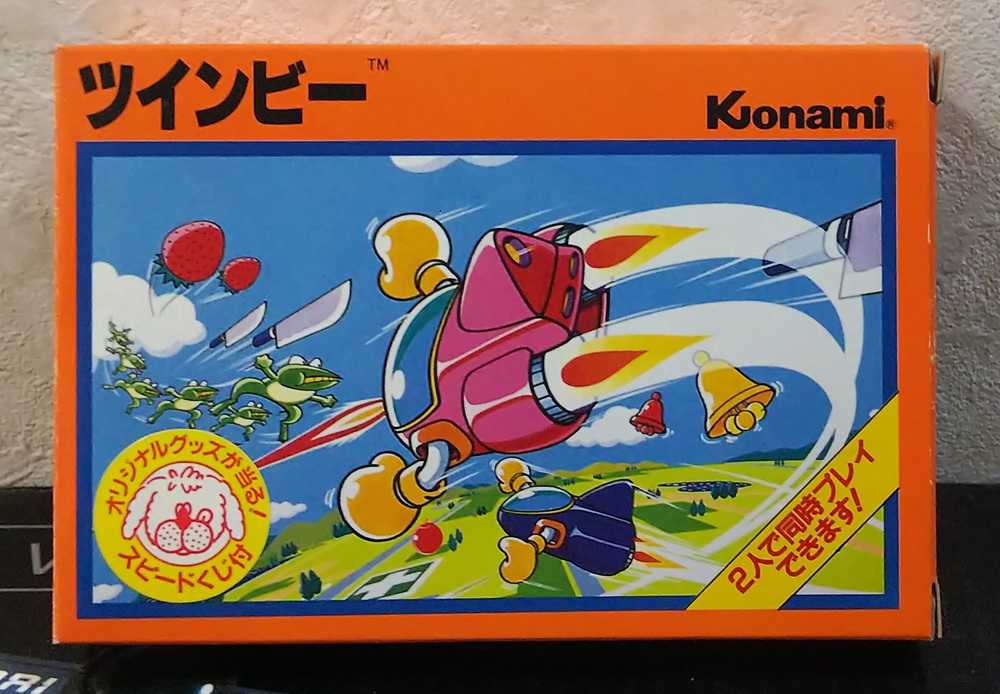 ツインビー™
Konami®
オリジナルグッズが当る!
スピードくじ付
2人で同時プレイ
できます!